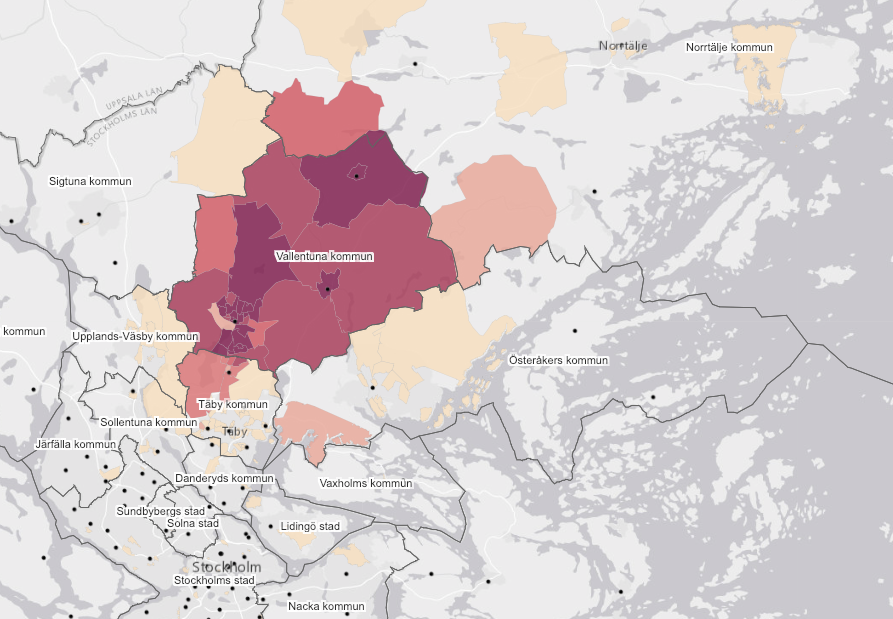 Norrtälje
Norrtälje kommun
UPPSALA LÄN
STOCKHOLMS LÄN
Sigtuna kommun
Vallentuna kommun
kommun
Upplands-Väsby kommun
Österåkers kommun
Täby kommun
Sollentuna kommun
Täby
Järfälla kommun
Danderyds kommun
Vaxholms kommun
Sundbybergs stad
Solna stad
Lidingö stad
Stockholm
Stockholms stad
Nacka kommun